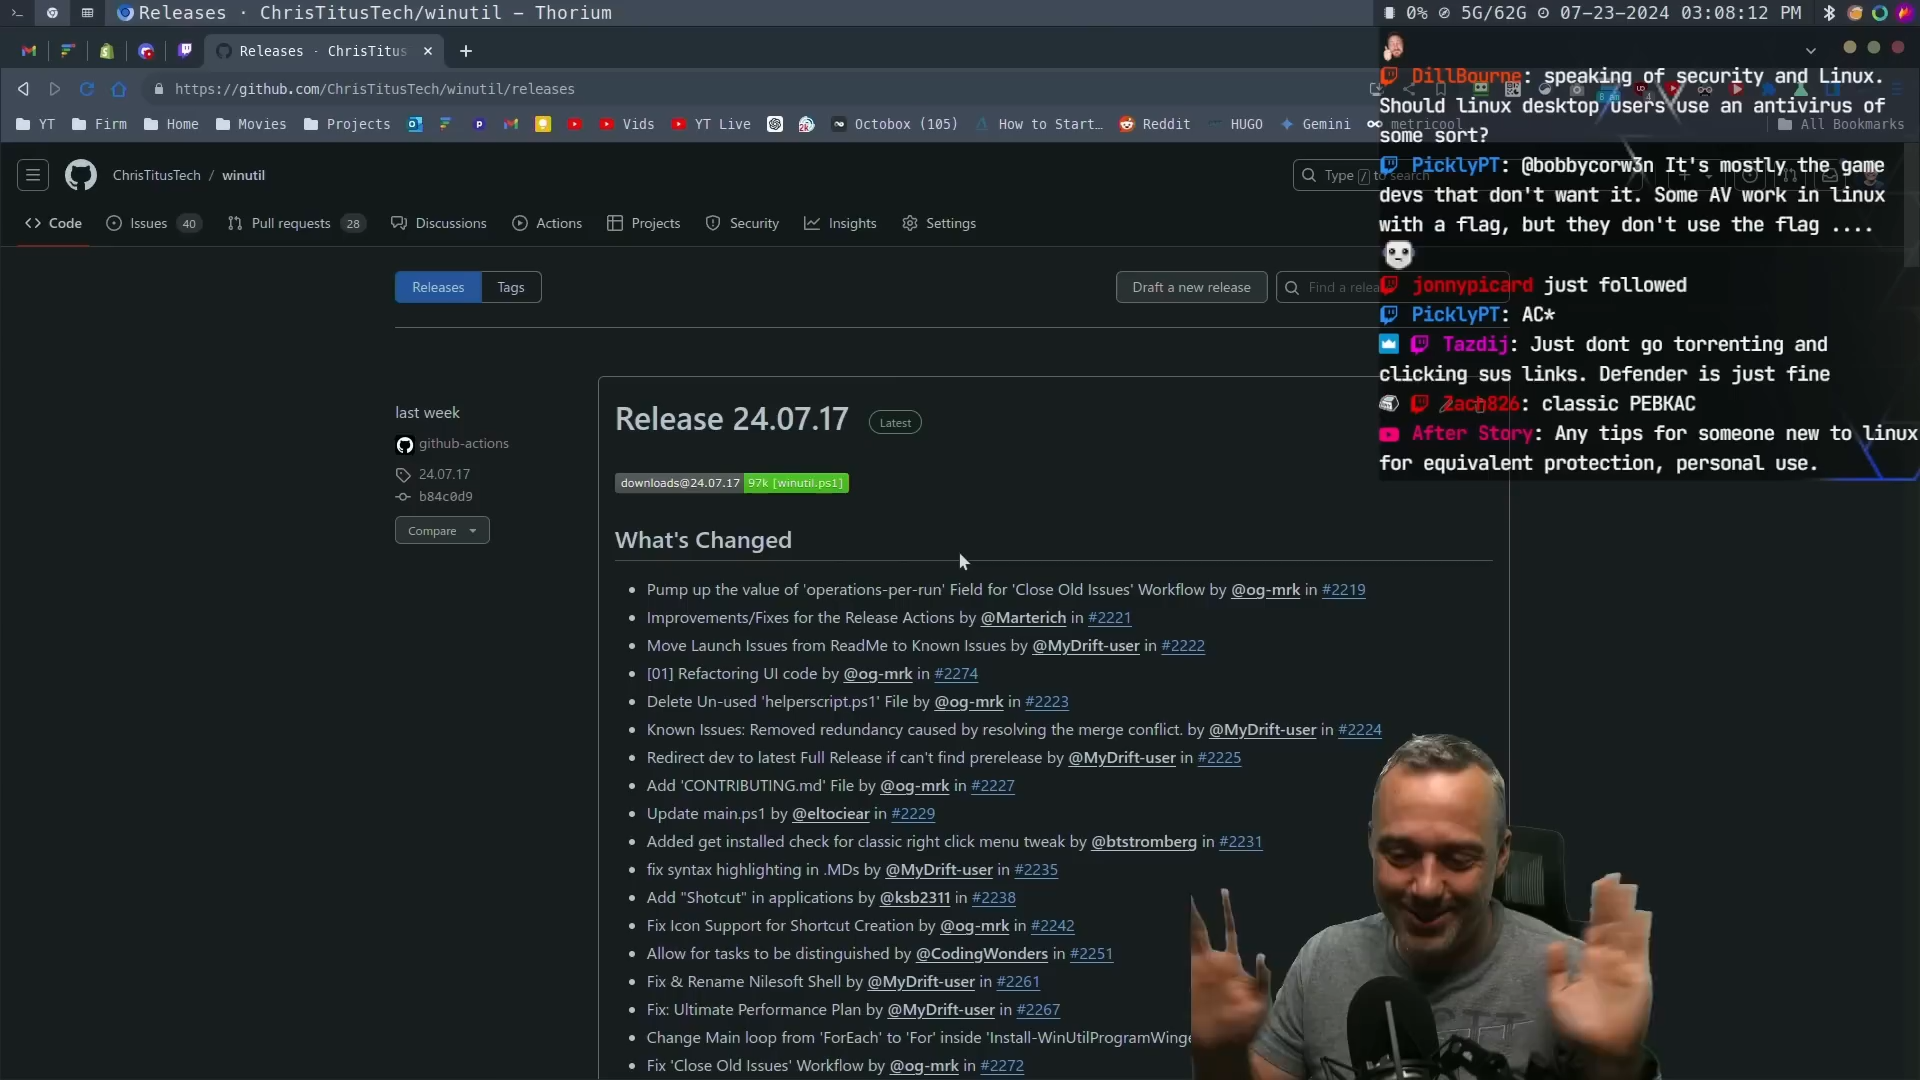 Releases · ChrisTitusTech/winutil – Thorium
0% 5G/62G 07-23-2024 03:08:12 PM
Releases · ChrisTitus
https://github.com/ChrisTitusTech/winutil/releases
YT Firm Home Movies Projects Vids YT Live Octobox (105) How to Start… Reddit HUGO Gemini metricool All Bookmarks
ChrisTitusTech / winutil
Type / to search
Code Issues 40 Pull requests 28 Discussions Actions Projects Security Insights Settings
Releases Tags
Draft a new release
Find a relea
last week
github-actions
24.07.17
b84c0d9
Compare
Release 24.07.17 Latest
downloads@24.07.17 97k [winutil.ps1]
What's Changed
Pump up the value of 'operations-per-run' Field for 'Close Old Issues' Workflow by @og-mrk in #2219
Improvements/Fixes for the Release Actions by @Marterich in #2221
Move Launch Issues from ReadMe to Known Issues by @MyDrift-user in #2222
[01] Refactoring UI code by @og-mrk in #2274
Delete Un-used 'helperscript.ps1' File by @og-mrk in #2223
Known Issues: Removed redundancy caused by resolving the merge conflict. by @MyDrift-user in #2224
Redirect dev to latest Full Release if can't find prerelease by @MyDrift-user in #2225
Add 'CONTRIBUTING.md' File by @og-mrk in #2227
Update main.ps1 by @eltociear in #2229
Added get installed check for classic right click menu tweak by @btstromberg in #2231
fix syntax highlighting in .MDs by @MyDrift-user in #2235
Add "Shotcut" in applications by @ksb2311 in #2238
Fix Icon Support for Shortcut Creation by @og-mrk in #2242
Allow for tasks to be distinguished by @CodingWonders in #2251
Fix & Rename Nilesoft Shell by @MyDrift-user in #2261
Fix: Ultimate Performance Plan by @MyDrift-user in #2267
Change Main loop from 'ForEach' to 'For' inside 'Install-WinUtilProgramWinge
Fix 'Close Old Issues' Workflow by @og-mrk in #2272
DillBourne: speaking of security and Linux.
Should linux desktop users use an antivirus of
some sort?
PicklyPT: @bobbycorw3n It's mostly the game
devs that don't want it. Some AV work in linux
with a flag, but they don't use the flag ....
jonnypicard just followed
PicklyPT: AC*
Tazdij: Just dont go torrenting and
clicking sus links. Defender is just fine
Zach826: classic PEBKAC
After Story: Any tips for someone new to linux
for equivalent protection, personal use.